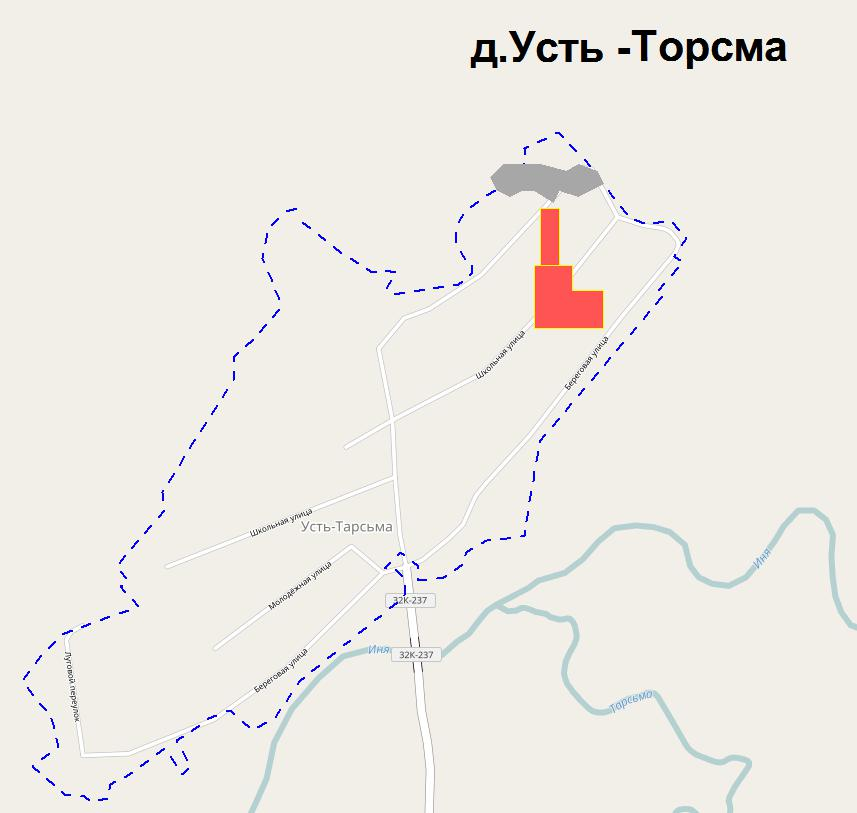 д.Усть -Торсма
Школьная улица
Береговая улица
Школьная улица
Усть-Тарсьма
Иня
Молодёжная улица
32К-237
Иня
32К-237
Береговая улица
Луговой переулок
Тарсьма